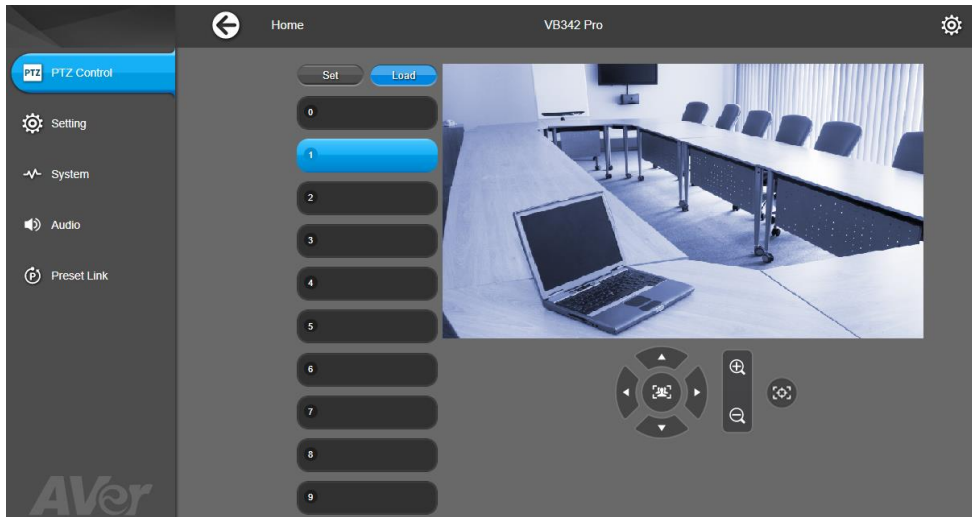 Home
VB342 Pro
PTZ PTZ Control
Setting
System
Audio
P Preset Link
Set
Load
0
1
2
3
4
5
6
7
8
9
AVer